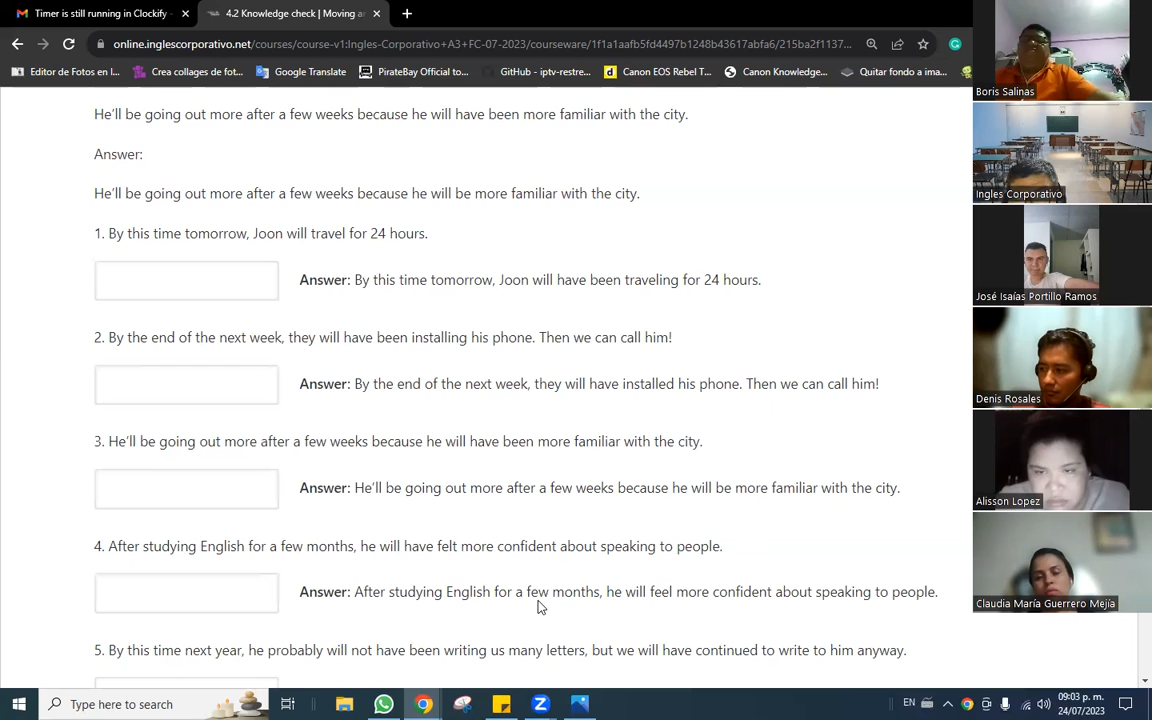 Timer is still running in Clockify -
4.2 Knowledge check | Moving a
online.inglescorporativo.net/courses/course-v1:Ingles-Corporativo+A3+FC-07-2023/courseware/1f1a1aafb5fd4497b1248b43617abfa6/215ba2f1137...
Editor de Fotos en l...
Crea collages de fot...
Google Translate
PirateBay Official to...
GitHub - iptv-restre...
Canon EOS Rebel T...
Canon Knowledge...
Quitar fondo a ima...
He'll be going out more after a few weeks because he will have been more familiar with the city.
Answer:
He'll be going out more after a few weeks because he will be more familiar with the city.
1. By this time tomorrow, Joon will travel for 24 hours.
Answer: By this time tomorrow, Joon will have been traveling for 24 hours.
2. By the end of the next week, they will have been installing his phone. Then we can call him!
Answer: By the end of the next week, they will have installed his phone. Then we can call him!
3. He'll be going out more after a few weeks because he will have been more familiar with the city.
Answer: He'll be going out more after a few weeks because he will be more familiar with the city.
4. After studying English for a few months, he will have felt more confident about speaking to people.
Answer: After studying English for a few months, he will feel more confident about speaking to people.
5. By this time next year, he probably will not have been writing us many letters, but we will have continued to write to him anyway.
Boris Salinas
Ingles Corporativo
José Isaías Portillo Ramos
Denis Rosales
Alisson Lopez
Claudia María Guerrero Mejía
Type here to search
EN
09:03 p. m.
24/07/2023